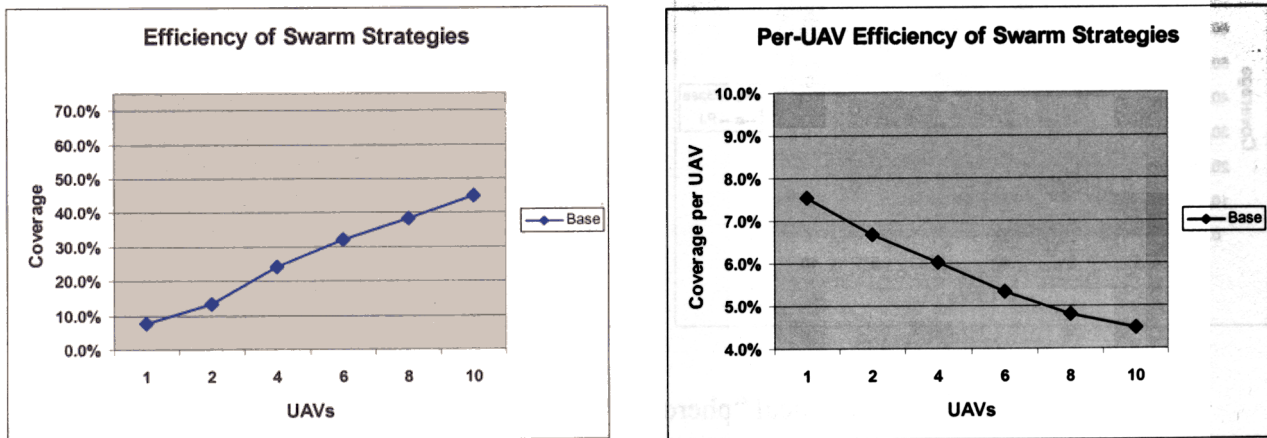 Efficiency of Swarm Strategies
70.0%
60.0%
50.0%
40.0%
30.0%
20.0%
10.0%
0.0%
Coverage
1 2 4 6 8 10
UAVs
Base
Per-UAV Efficiency of Swarm Strategies
10.0%
9.0%
8.0%
7.0%
6.0%
5.0%
4.0%
Coverage per UAV
1 2 4 6 8 10
UAVs
Base